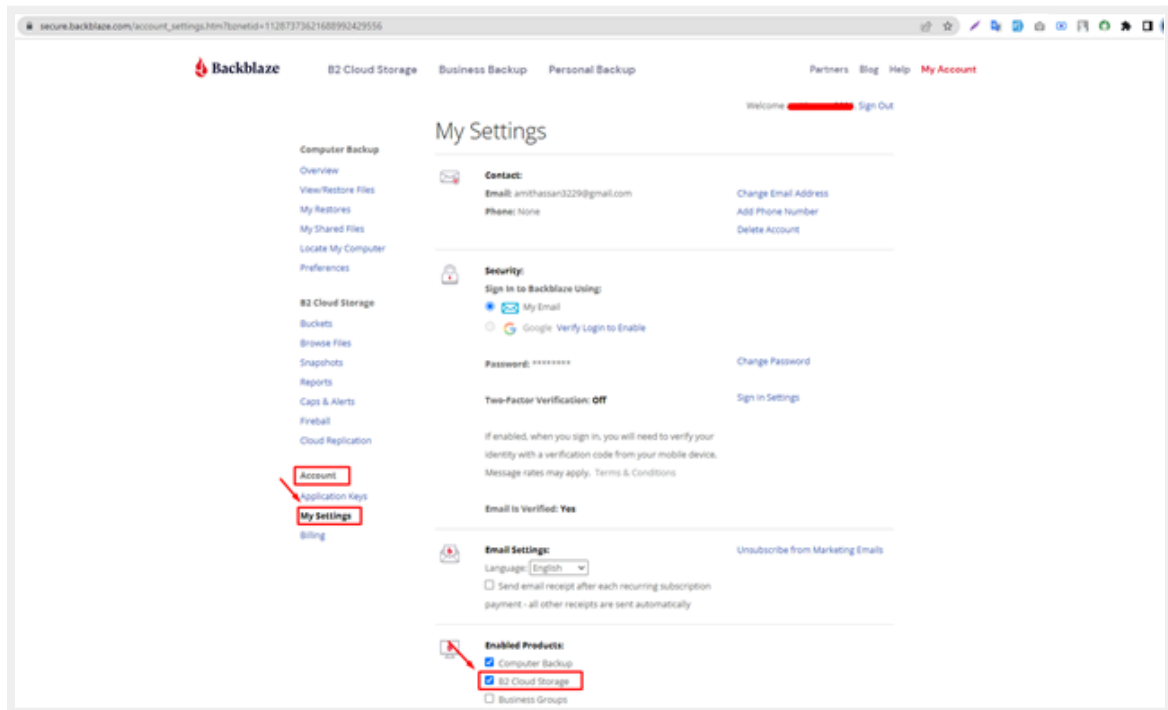 secure.backblaze.com/account_settings.htm?bznetid=11287373621688992429556
Backblaze B2 Cloud Storage Business Backup Personal Backup Partners Blog Help My Account
Welcome Sign Out
My Settings
Computer Backup
Overview
View/Restore Files
My Restores
My Shared Files
Locate My Computer
Preferences
B2 Cloud Storage
Buckets
Browse Files
Snapshots
Reports
Caps & Alerts
Fireball
Cloud Replication
Account
Application Keys
My Settings
Billing
Contact:
Email: amithassan3229@gmail.com Change Email Address
Phone: None Add Phone Number
Delete Account
Security:
Sign In to Backblaze Using:
My Email
Google Verify Login to Enable
Password: ******** Change Password
Two-Factor Verification: Off Sign in Settings
If enabled, when you sign in, you will need to verify your
identity with a verification code from your mobile device.
Message rates may apply. Terms & Conditions
Email Is Verified: Yes
Email Settings: Unsubscribe from Marketing Emails
Language: English
Send email receipt after each recurring subscription
payment - all other receipts are sent automatically
Enabled Products:
Computer Backup
B2 Cloud Storage
Business Groups